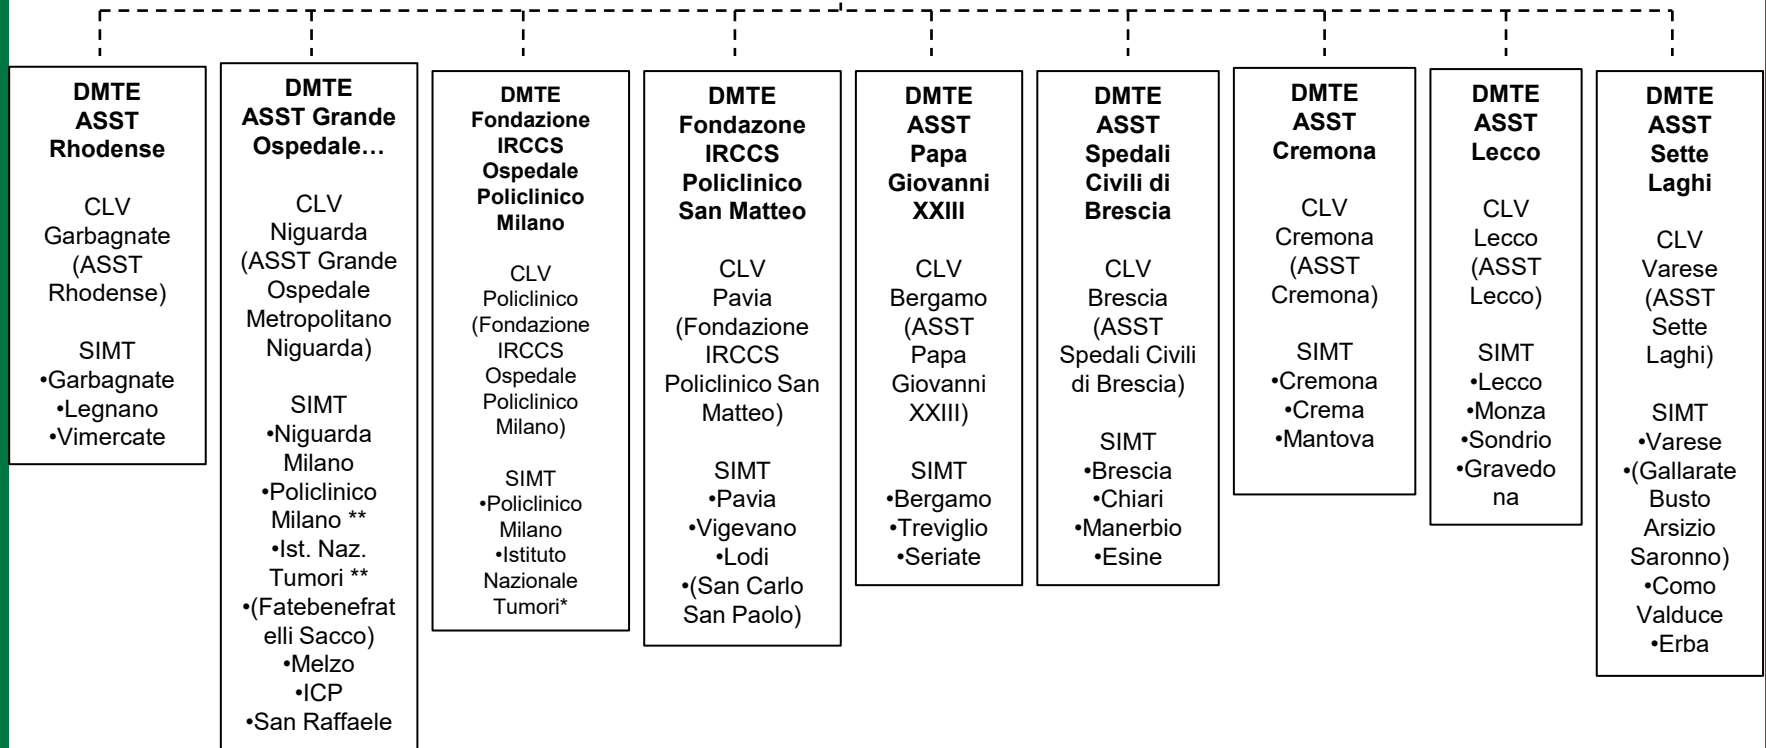 DMTE
ASST
Rhodense
CLV
Garbagnate
(ASST
Rhodense)
SIMT
•Garbagnate
•Legnano
•Vimercate
DMTE
ASST Grande
Ospedale…
CLV
Niguarda
(ASST Grande
Ospedale
Metropolitano
Niguarda)
SIMT
•Niguarda
Milano
•Policlinico
Milano **
•Ist. Naz.
Tumori **
•(Fatebenefrat
elli Sacco)
•Melzo
•ICP
•San Raffaele
DMTE
Fondazione
IRCCS
Ospedale
Policlinico
Milano
CLV
Policlinico
(Fondazione
IRCCS
Ospedale
Policlinico
Milano)
SIMT
•Policlinico
Milano
•Istituto
Nazionale
Tumori*
DMTE
Fondazone
IRCCS
Policlinico
San Matteo
CLV
Pavia
(Fondazione
IRCCS
Policlinico San
Matteo)
SIMT
•Pavia
•Vigevano
•Lodi
•(San Carlo
San Paolo)
DMTE
ASST
Papa
Giovanni
XXIII
CLV
Bergamo
(ASST
Papa
Giovanni
XXIII)
SIMT
•Bergamo
•Treviglio
•Seriate
DMTE
ASST
Spedali
Civili di
Brescia
CLV
Brescia
(ASST
Spedali Civili
di Brescia)
SIMT
•Brescia
•Chiari
•Manerbio
•Esine
DMTE
ASST
Cremona
CLV
Cremona
(ASST
Cremona)
SIMT
•Cremona
•Crema
•Mantova
DMTE
ASST
Lecco
CLV
Lecco
(ASST
Lecco)
SIMT
•Lecco
•Monza
•Sondrio
•Gravedo
na
DMTE
ASST
Sette
Laghi
CLV
Varese
(ASST
Sette
Laghi)
SIMT
•Varese
•(Gallarate
Busto
Arsizio
Saronno)
•Como
Valduce
•Erba